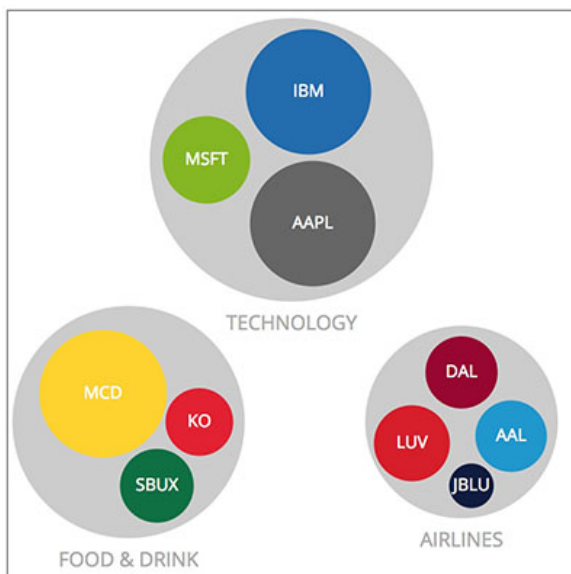 IBM
MSFT
AAPL
TECHNOLOGY
MCD
KO
SBUX
FOOD & DRINK
DAL
LUV
AAL
JBLU
AIRLINES